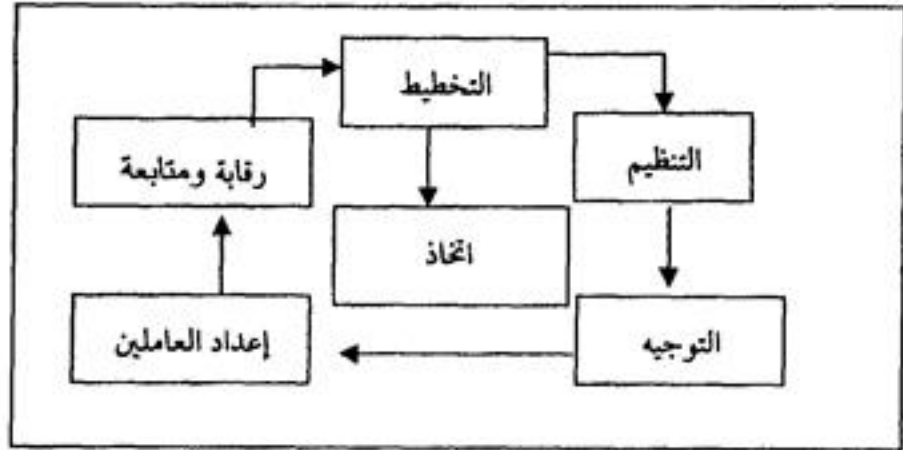 التخطيط
التنظيم
رقابة ومتابعة
اتخاذ
التوجيه
إعداد العاملين